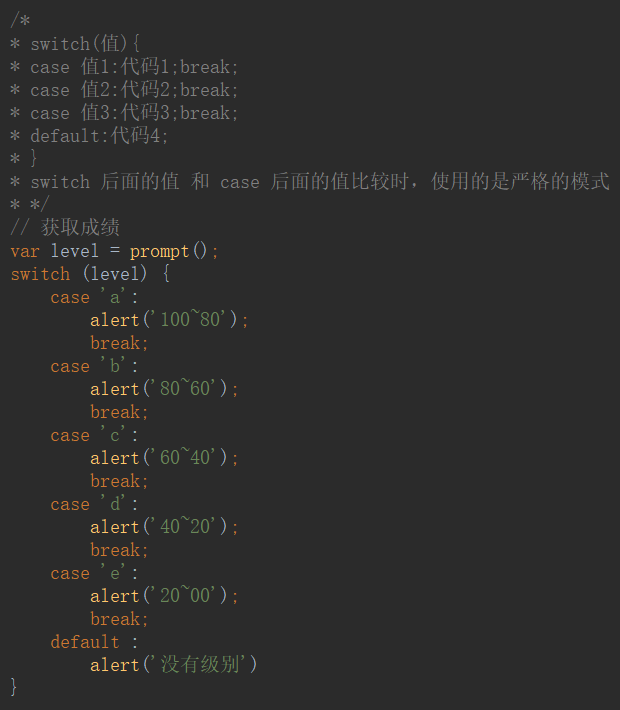 /*
* switch(值){
* case 值1:代码1;break;
* case 值2:代码2;break;
* case 值3:代码3;break;
* default:代码4;
* }
* switch 后面的值 和 case 后面的值比较时，使用的是严格的模式
* */
// 获取成绩
var level = prompt();
switch (level) {
    case 'a':
        alert('100~80');
        break;
    case 'b':
        alert('80~60');
        break;
    case 'c':
        alert('60~40');
        break;
    case 'd':
        alert('40~20');
        break;
    case 'e':
        alert('20~00');
        break;
    default :
        alert('没有级别')
}